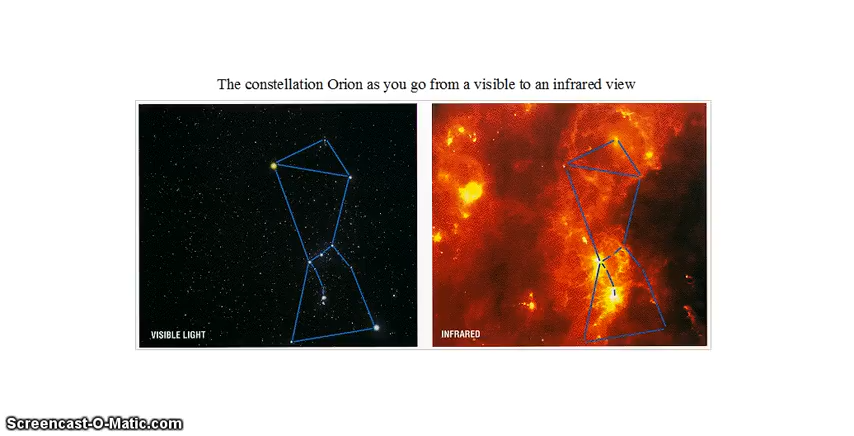 The constellation Orion as you go from a visible to an infrared view
VISIBLE LIGHT
INFRARED
Screencast-O-Matic.com